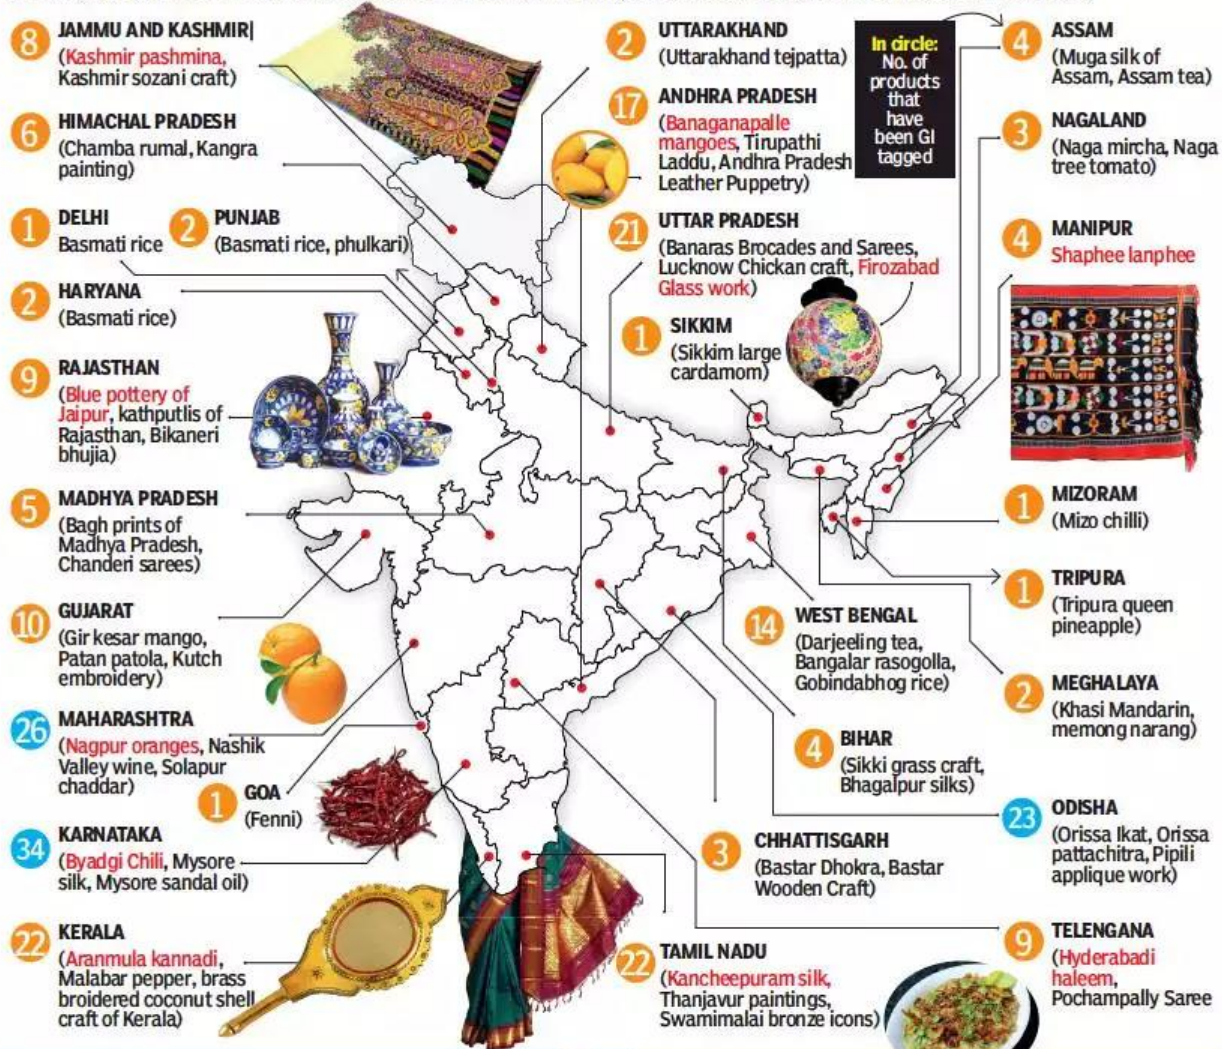 8
JAMMU AND KASHMIR|
(Kashmir pashmina,
Kashmir sozani craft)
6
HIMACHAL PRADESH
(Chamba rumal, Kangra
painting)
1
DELHI
Basmati rice
2
PUNJAB
(Basmati rice, phulkari)
2
HARYANA
(Basmati rice)
9
RAJASTHAN
(Blue pottery of
Jaipur, kathputlis of
Rajasthan, Bikaneri
bhujia)
5
MADHYA PRADESH
(Bagh prints of
Madhya Pradesh,
Chanderi sarees)
10
GUJARAT
(Gir kesar mango,
Patan patola, Kutch
embroidery)
26
MAHARASHTRA
(Nagpur oranges, Nashik
Valley wine, Solapur
chaddar)
1
GOA
(Fenni)
34
KARNATAKA
(Byadgi Chili, Mysore
silk, Mysore sandal oil)
22
KERALA
(Aranmula kannadi,
Malabar pepper, brass
broidered coconut shell
craft of Kerala)
2
UTTARAKHAND
(Uttarakhand tejpatta)
17
ANDHRA PRADESH
(Banaganapalle
mangoes, Tirupathi
Laddu, Andhra Pradesh
Leather Puppetry)
21
UTTAR PRADESH
(Banaras Brocades and Sarees,
Lucknow Chickan craft, Firozabad
Glass work)
1
SIKKIM
(Sikkim large
cardamom)
In circle:
No. of
products
that
have
been GI
tagged
4
ASSAM
(Muga silk of
Assam, Assam tea)
3
NAGALAND
(Naga mircha, Naga
tree tomato)
4
MANIPUR
Shaphee lanphee
1
MIZORAM
(Mizo chilli)
1
TRIPURA
(Tripura queen
pineapple)
2
MEGHALAYA
(Khasi Mandarin,
memong narang)
14
WEST BENGAL
(Darjeeling tea,
Bangalar rasogolla,
Gobindabhog rice)
4
BIHAR
(Sikki grass craft,
Bhagalpur silks)
23
ODISHA
(Orissa Ikat, Orissa
pattachitra, Pipili
applique work)
3
CHHATTISGARH
(Bastar Dhokra, Bastar
Wooden Craft)
9
TELENGANA
(Hyderabadi
haleem,
Pochampally Saree
22
TAMIL NADU
(Kancheepuram silk,
Thanjavur paintings,
Swamimalai bronze icons)